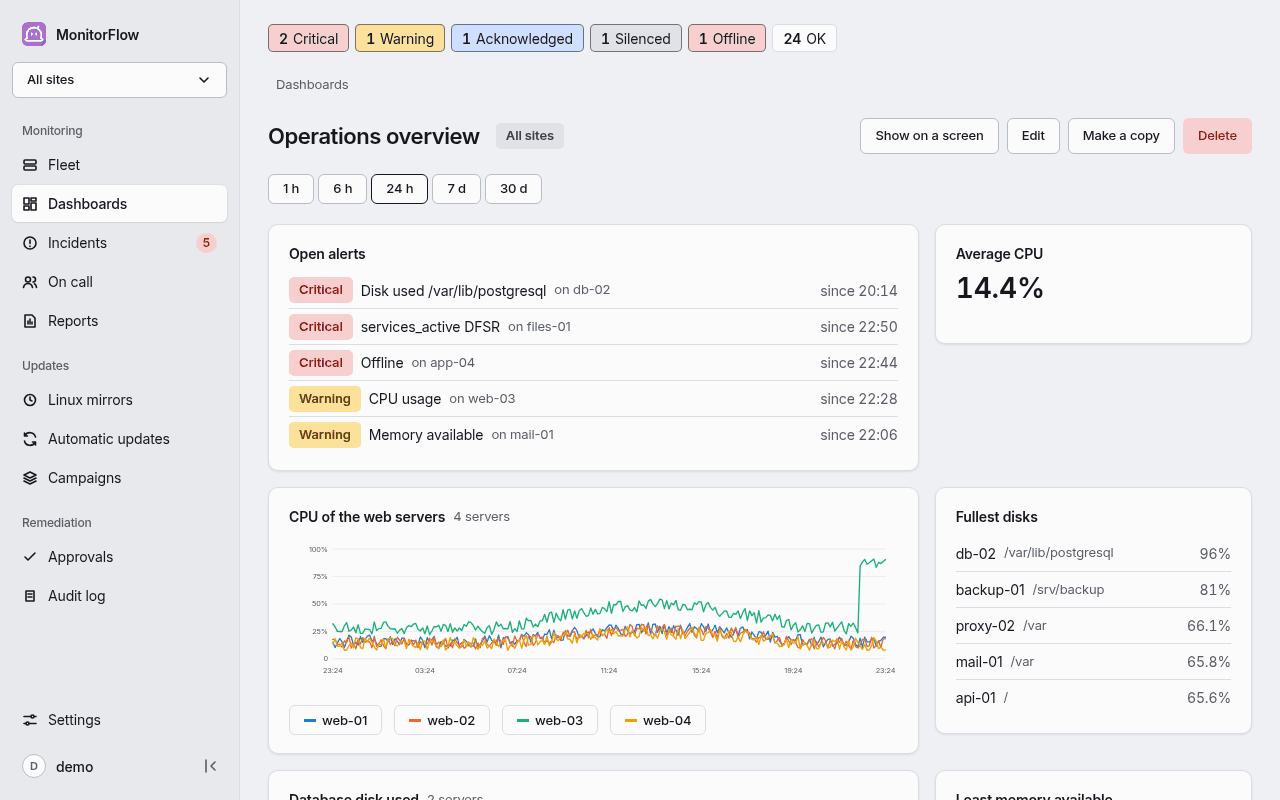 MonitorFlow
All sites
Monitoring
Fleet
Dashboards
Incidents 5
On call
Reports
Updates
Linux mirrors
Automatic updates
Campaigns
Remediation
Approvals
Audit log
Settings
D demo
2 Critical 1 Warning 1 Acknowledged 1 Silenced 1 Offline 24 OK
Dashboards
Operations overview All sites Show on a screen Edit Make a copy Delete
1 h 6 h 24 h 7 d 30 d
Open alerts
Critical Disk used /var/lib/postgresql on db-02 since 20:14
Critical services_active DFSR on files-01 since 22:50
Critical Offline on app-04 since 22:44
Warning CPU usage on web-03 since 22:28
Warning Memory available on mail-01 since 22:06
Average CPU
14.4%
CPU of the web servers 4 servers
100%
75%
50%
25%
0
23:24 03:24 07:24 11:24 15:24 19:24 23:24
web-01 web-02 web-03 web-04
Fullest disks
db-02 /var/lib/postgresql 96%
backup-01 /srv/backup 81%
proxy-02 /var 66.1%
mail-01 /var 65.8%
api-01 / 65.6%
Database disk used 2 servers
Least memory available